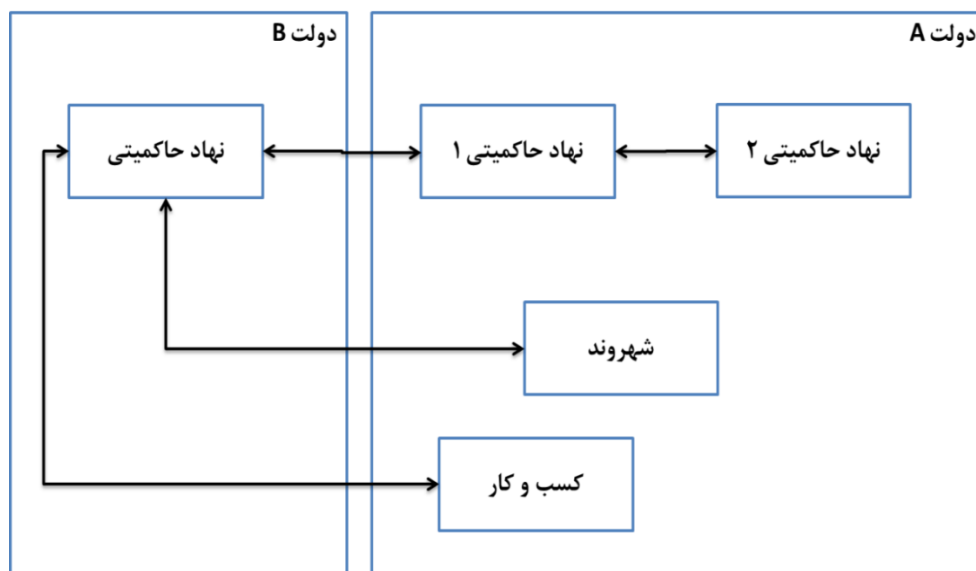 دولت A
دولت B
نهاد حاکمیتی ۲
نهاد حاکمیتی ۱
نهاد حاکمیتی
شهروند
کسب و کار